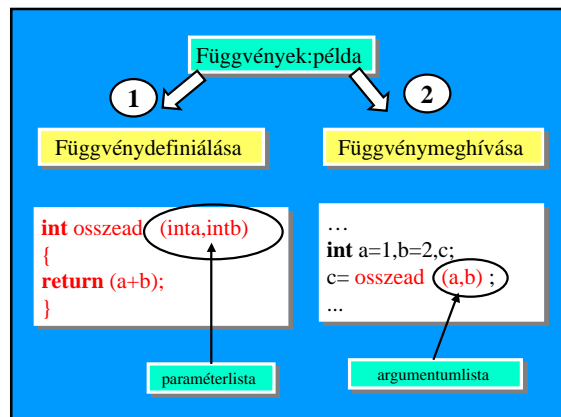 Függvények:példa
1
2
Függvénydefiniálása
Függvénymeghívása
int osszead (inta,intb)
{
return (a+b);
}
…
int a=1,b=2,c;
c= osszead (a,b) ;
...
paraméterlista
argumentumlista